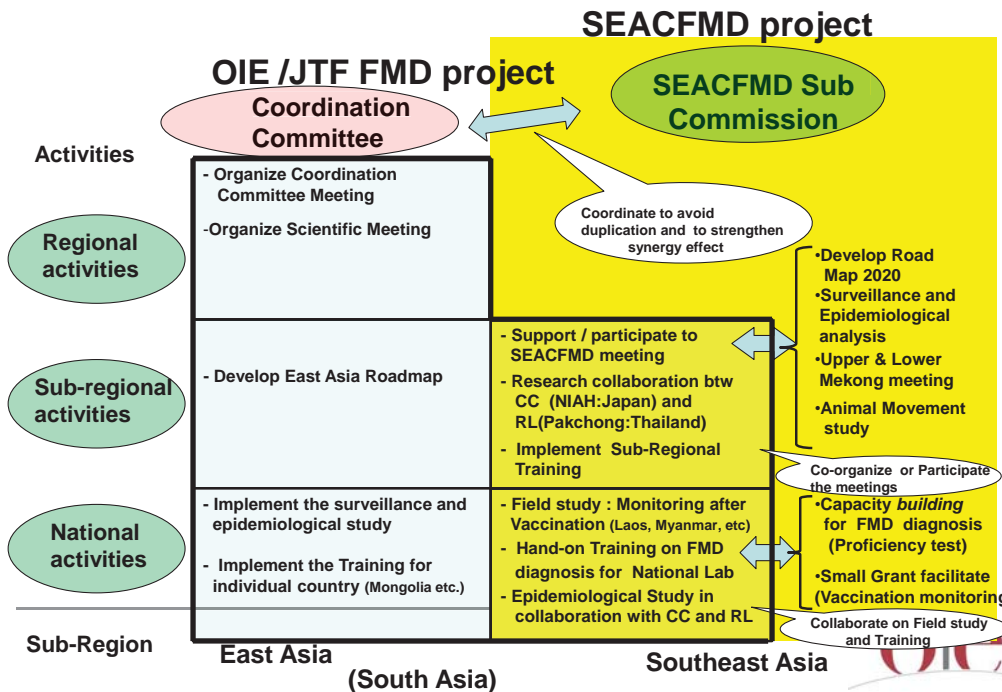 SEACFMD project
OIE /JTF FMD project
Coordination
Committee
SEACFMD Sub
Commission
Activities
- Organize Coordination
Committee Meeting
-Organize Scientific Meeting
Coordinate to avoid
duplication and to strengthen
synergy effect
Regional
activities
•Develop Road
Map 2020
•Surveillance and
Epidemiological
analysis
•Upper & Lower
Mekong meeting
•Animal Movement
study
Sub-regional
activities
- Develop East Asia Roadmap
- Support / participate to
SEACFMD meeting
- Research collaboration btw
CC (NIAH:Japan) and
RL(Pakchong:Thailand)
- Implement Sub-Regional
Training
Co-organize or Participate
the meetings
National
activities
- Implement the surveillance and
epidemiological study
- Implement the Training for
individual country (Mongolia etc.)
- Field study : Monitoring after
Vaccination (Laos, Myanmar, etc)
- Hand-on Training on FMD
diagnosis for National Lab
- Epidemiological Study in
collaboration with CC and RL
•Capacity building
for FMD diagnosis
(Proficiency test)
•Small Grant facilitate
(Vaccination monitoring
Collaborate on Field study
and Training
Sub-Region
East Asia
(South Asia)
Southeast Asia